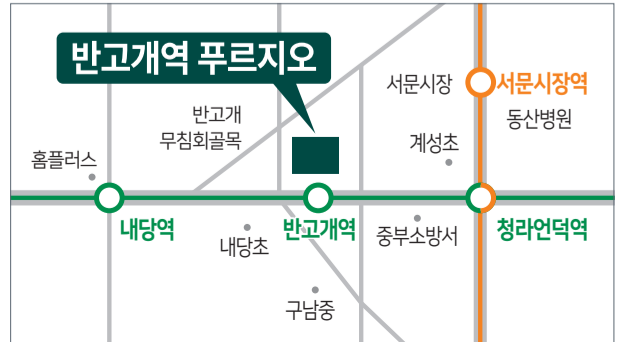 반고개역 푸르지오
서문시장
서문시장역
동산병원
반고개
무침회골목
계성초
홈플러스
내당역
내당초
반고개역
중부소방서
청라언덕역
구남중